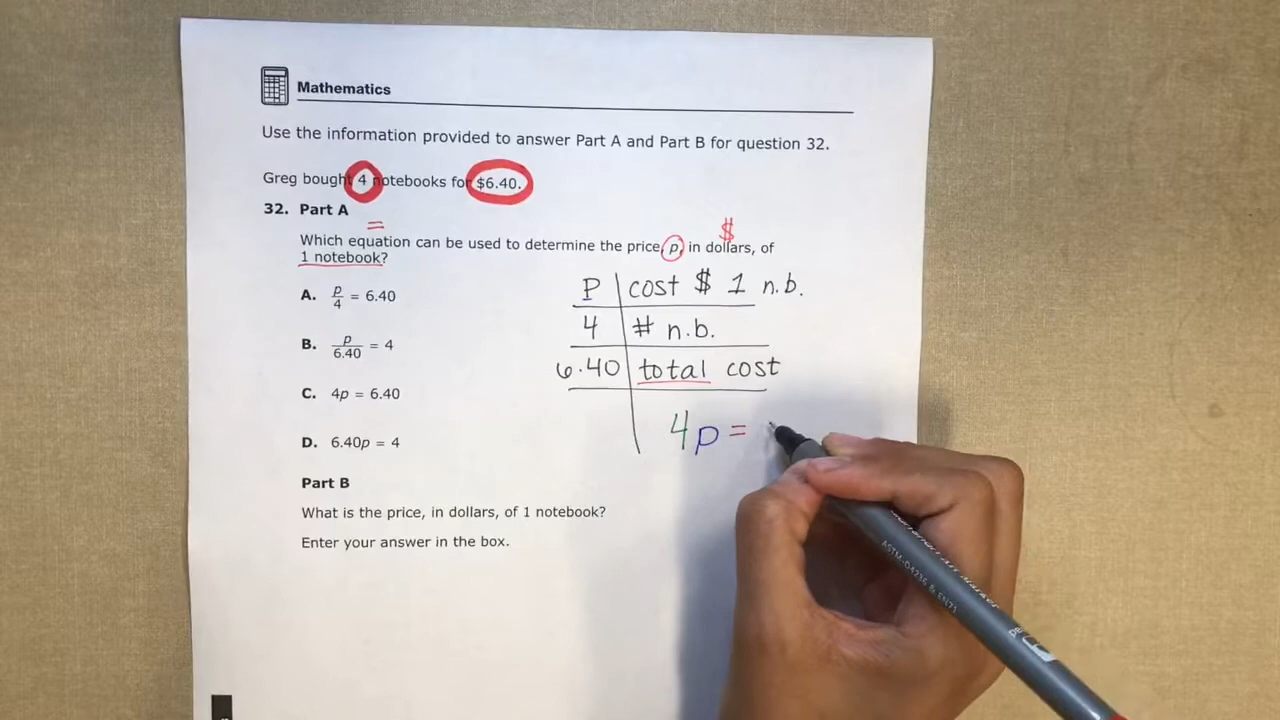 Mathematics
Use the information provided to answer Part A and Part B for question 32.
Greg bought 4 notebooks for $6.40.
32. Part A
=
$
Which equation can be used to determine the price, p, in dollars, of
1 notebook?
A. p/4 = 6.40
B. p/6.40 = 4
C. 4p = 6.40
D. 6.40p = 4
P cost $ 1 n.b.
4 # n.b.
6.40 total cost
4p =
Part B
What is the price, in dollars, of 1 notebook?
Enter your answer in the box.